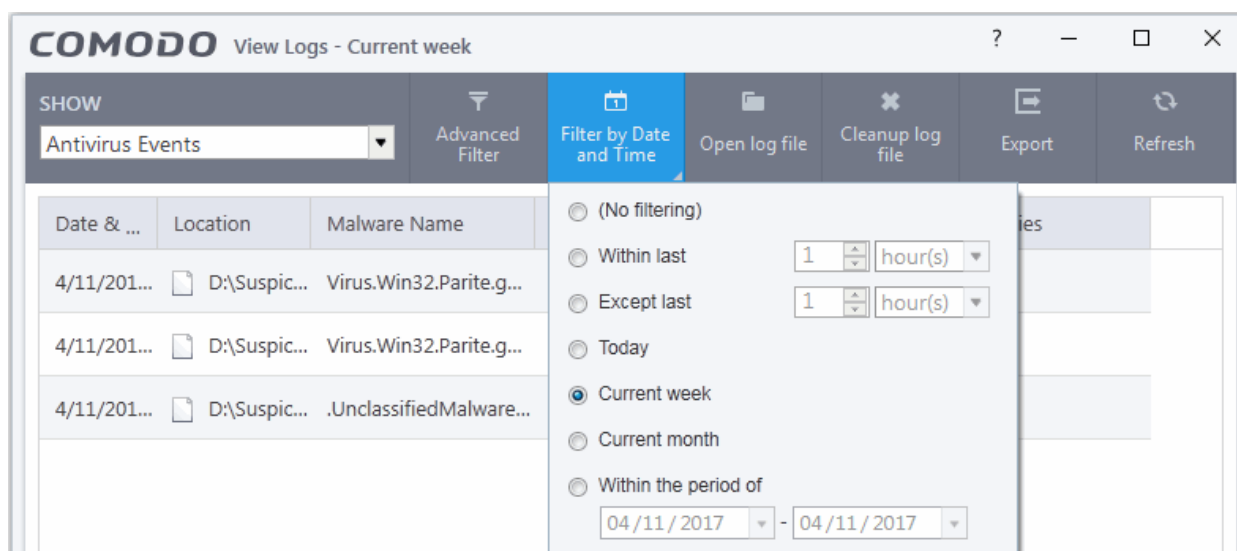 COMODO View Logs - Current week ?
SHOW
Antivirus Events
Advanced
Filter
Filter by Date
and Time
Open log file
Cleanup log
file
Export
Refresh
Date & ... Location Malware Name ies
4/11/201... D:\Suspic... Virus.Win32.Parite.g...
4/11/201... D:\Suspic... Virus.Win32.Parite.g...
4/11/201... D:\Suspic... .UnclassifiedMalware...
(No filtering)
Within last 1 hour(s)
Except last 1 hour(s)
Today
Current week
Current month
Within the period of
04/11/2017 - 04/11/2017